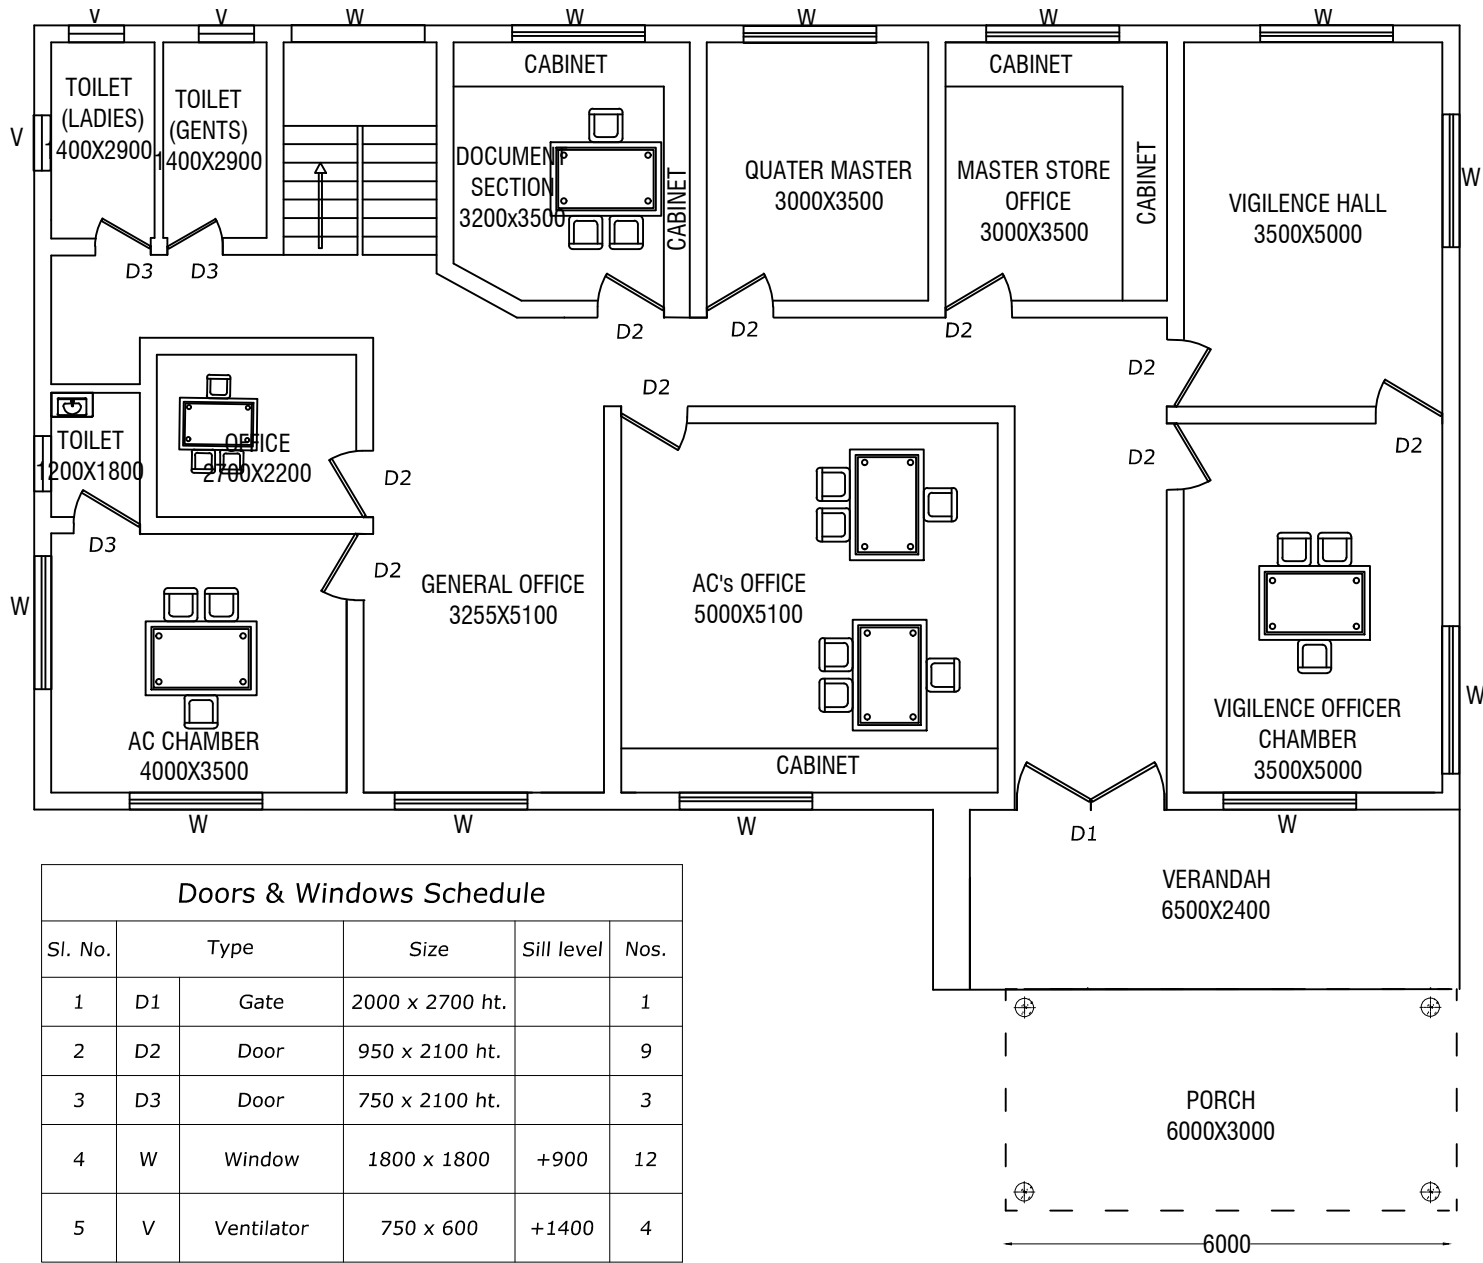 V
V
W
W
W
W
W
TOILET
(LADIES)
1400X2900
TOILET
(GENTS)
1400X2900
V
CABINET
DOCUMENT
SECTION
3200x3500
CABINET
QUATER MASTER
3000X3500
CABINET
MASTER STORE
OFFICE
3000X3500
CABINET
VIGILENCE HALL
3500X5000
W
D3
D3
D2
D2
D2
D2
D2
D2
D2
TOILET
1200X1800
OFFICE
2700X2200
D2
D3
D2
W
GENERAL OFFICE
3255X5100
AC's OFFICE
5000X5100
CABINET
AC CHAMBER
4000X3500
VIGILENCE OFFICER
CHAMBER
3500X5000
W
W
W
W
W
D1
VERANDAH
6500X2400
PORCH
6000X3000
6000
Doors & Windows Schedule
Sl. No. Type Size Sill level Nos.
1 D1 Gate 2000 x 2700 ht. 1
2 D2 Door 950 x 2100 ht. 9
3 D3 Door 750 x 2100 ht. 3
4 W Window 1800 x 1800 +900 12
5 V Ventilator 750 x 600 +1400 4